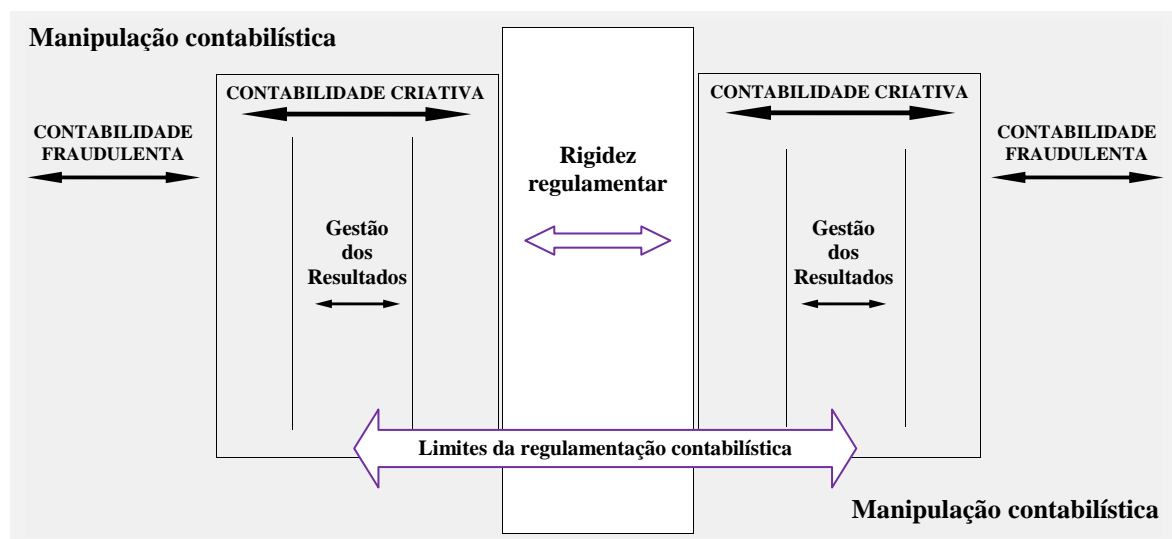 Manipulação contabilística
CONTABILIDADE CRIATIVA
CONTABILIDADE
FRAUDULENTA
Gestão
dos
Resultados
Rigidez
regulamentar
CONTABILIDADE CRIATIVA
CONTABILIDADE
FRAUDULENTA
Gestão
dos
Resultados
Limites da regulamentação contabilística
Manipulação contabilística